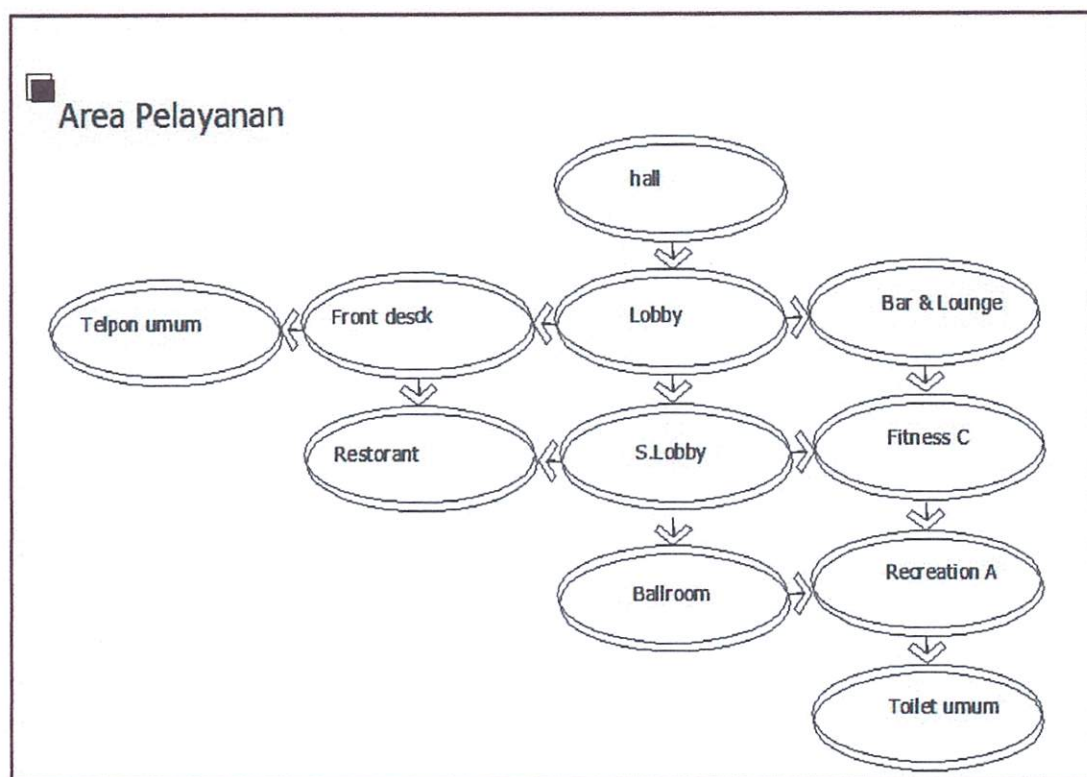 Area Pelayanan
hall
Telpon umum
Front desck
Lobby
Bar & Lounge
Restorant
S.Lobby
Fitness C
Ballroom
Recreation A
Toilet umum